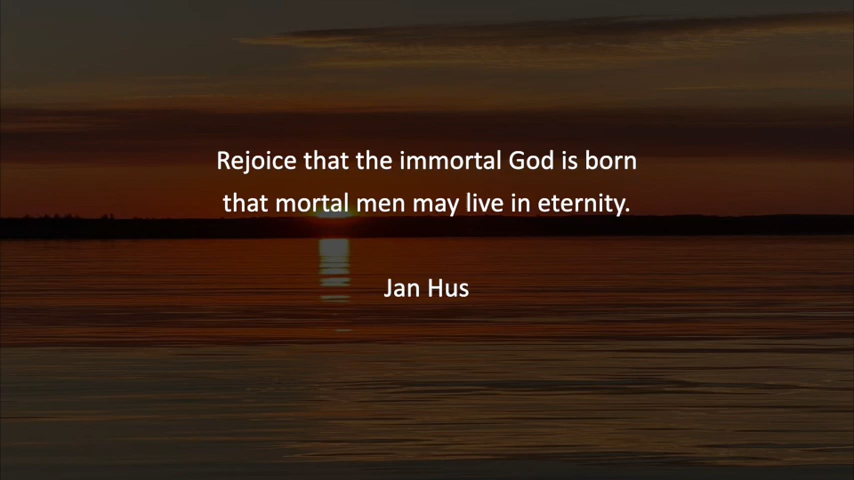 Rejoice that the immortal God is born
that mortal men may live in eternity.
Jan Hus